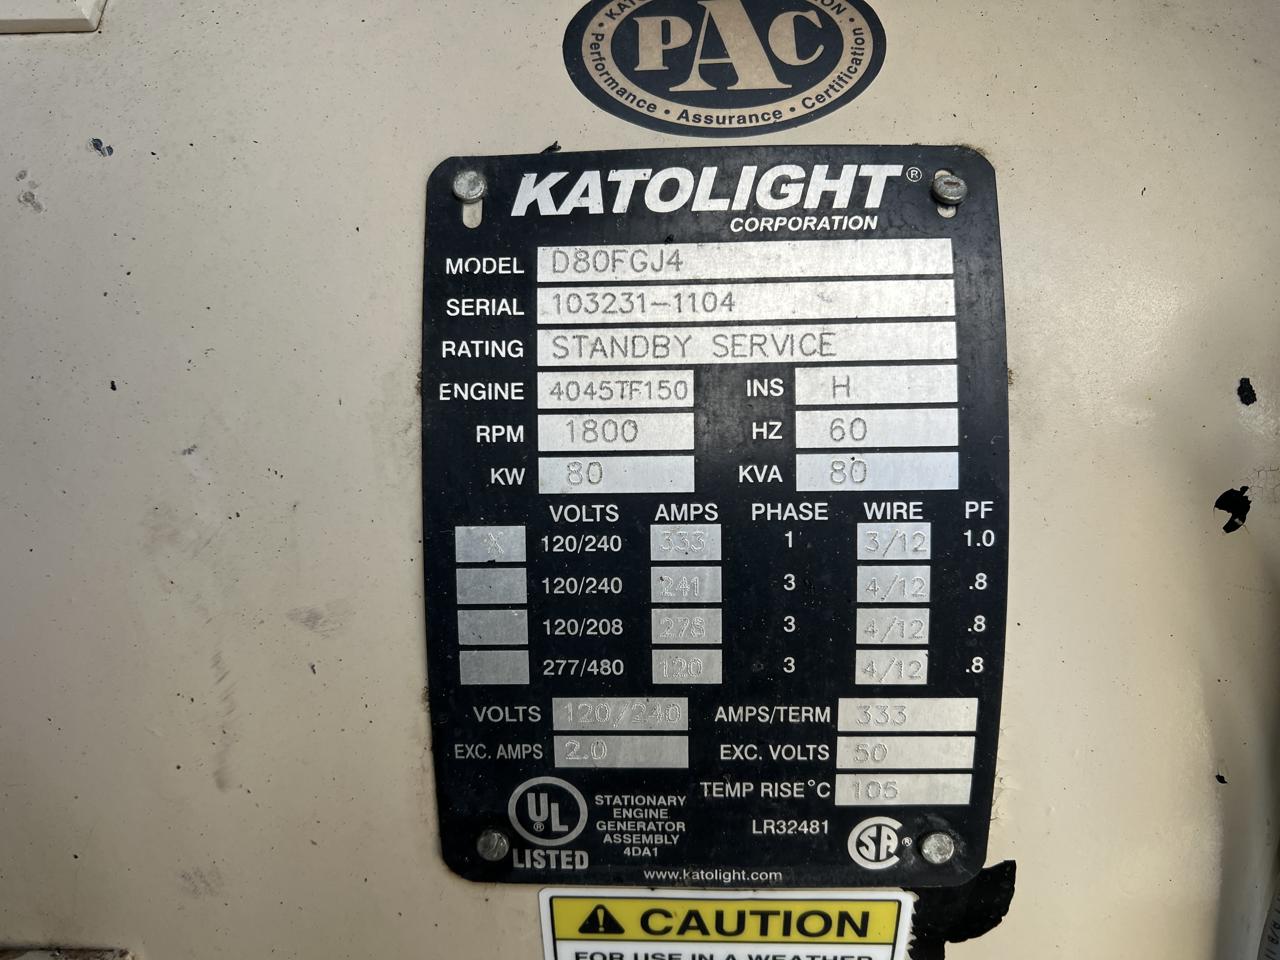 PAC
Performance • Assurance • Certification
KATOLIGHT®
CORPORATION
MODEL D80FGJ4
SERIAL 103231-1104
RATING STANDBY SERVICE
ENGINE 4045TF150 INS H
RPM 1800 HZ 60
KW 80 KVA 80
VOLTS AMPS PHASE WIRE PF
X 120/240 333 1 3/12 1.0
120/240 241 3 4/12 .8
120/208 278 3 4/12 .8
277/480 120 3 4/12 .8
VOLTS 120/240 AMPS/TERM 333
EXC. AMPS 2.0 EXC. VOLTS 50
TEMP RISE°C 105
UL®
LISTED
STATIONARY
ENGINE
GENERATOR
ASSEMBLY
4DA1
LR32481
SA®
www.katolight.com
CAUTION
FOR USE IN A WEATHER